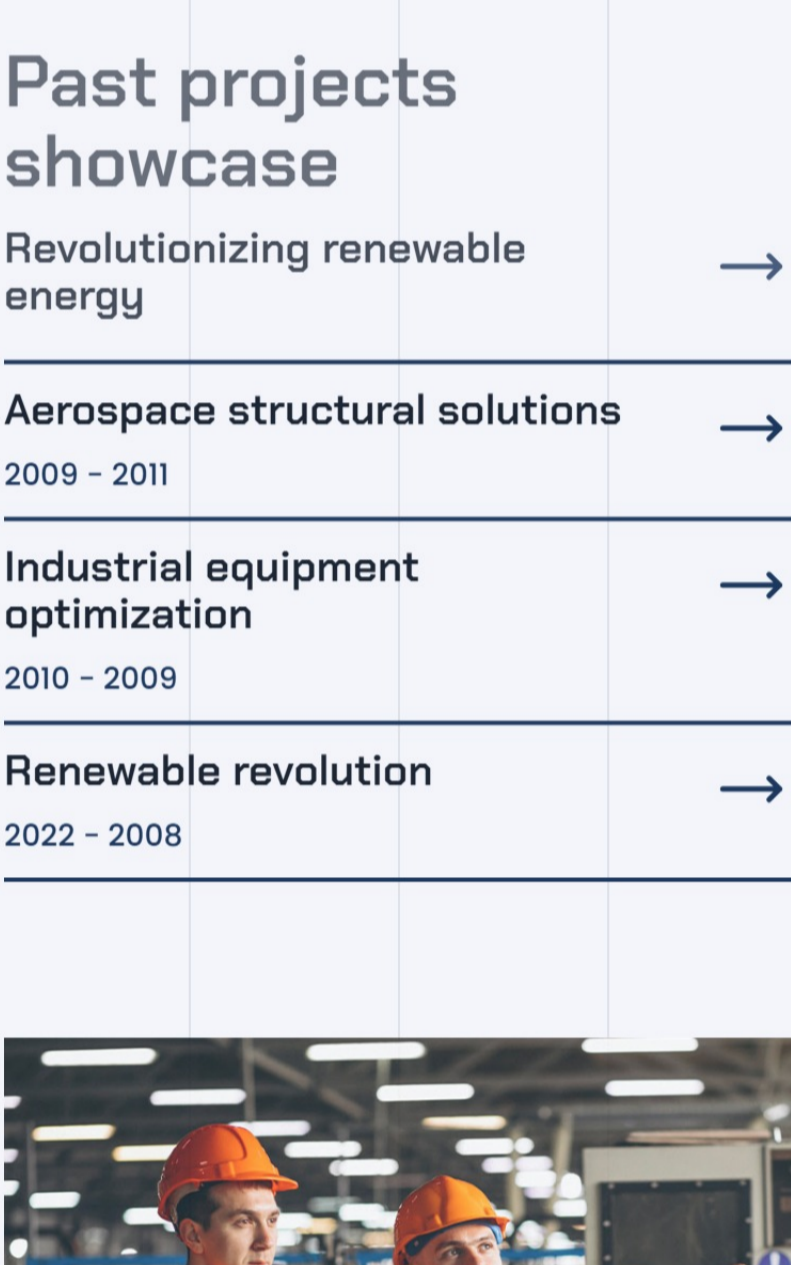 Past projects
showcase
Revolutionizing renewable
energy
Aerospace structural solutions
2009 - 2011
Industrial equipment
optimization
2010 - 2009
Renewable revolution
2022 - 2008